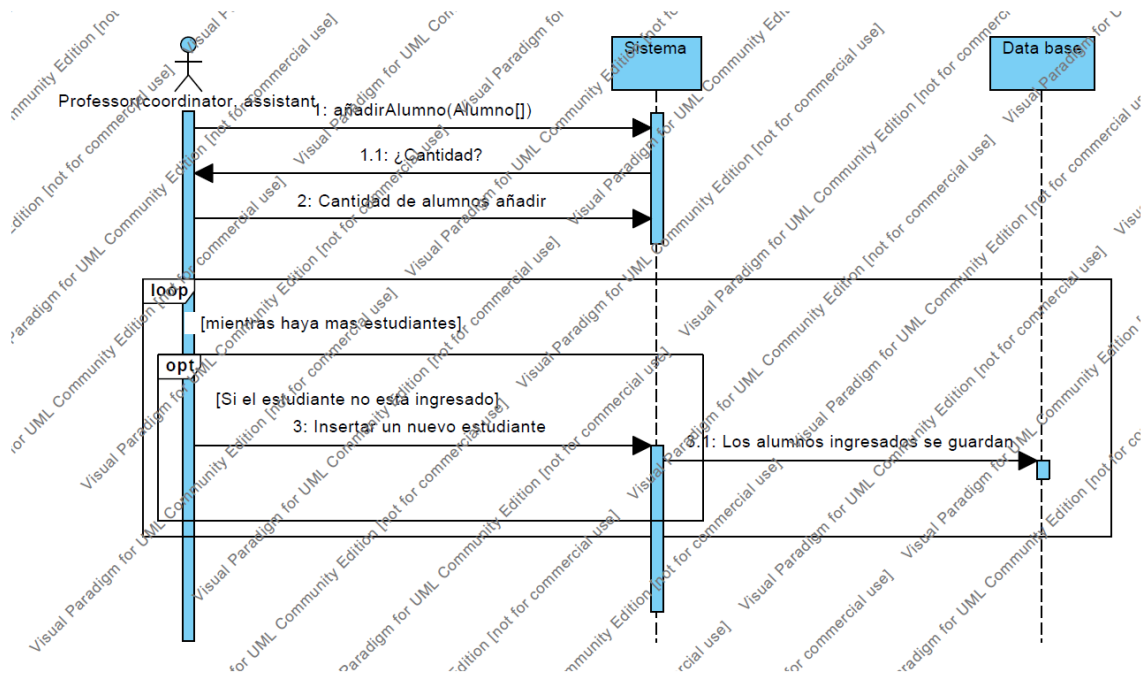 Sistema
Data base
Professor, coordinator, assistant
1: añadirAlumno(Alumno[])
1.1: ¿Cantidad?
2: Cantidad de alumnos añadir
loop
[mientras haya mas estudiantes]
opt
[Si el estudiante no está ingresado]
3: Insertar un nuevo estudiante
3.1: Los alumnos ingresados se guardan
Visual Paradigm for UML Community Edition [not for commercial use]